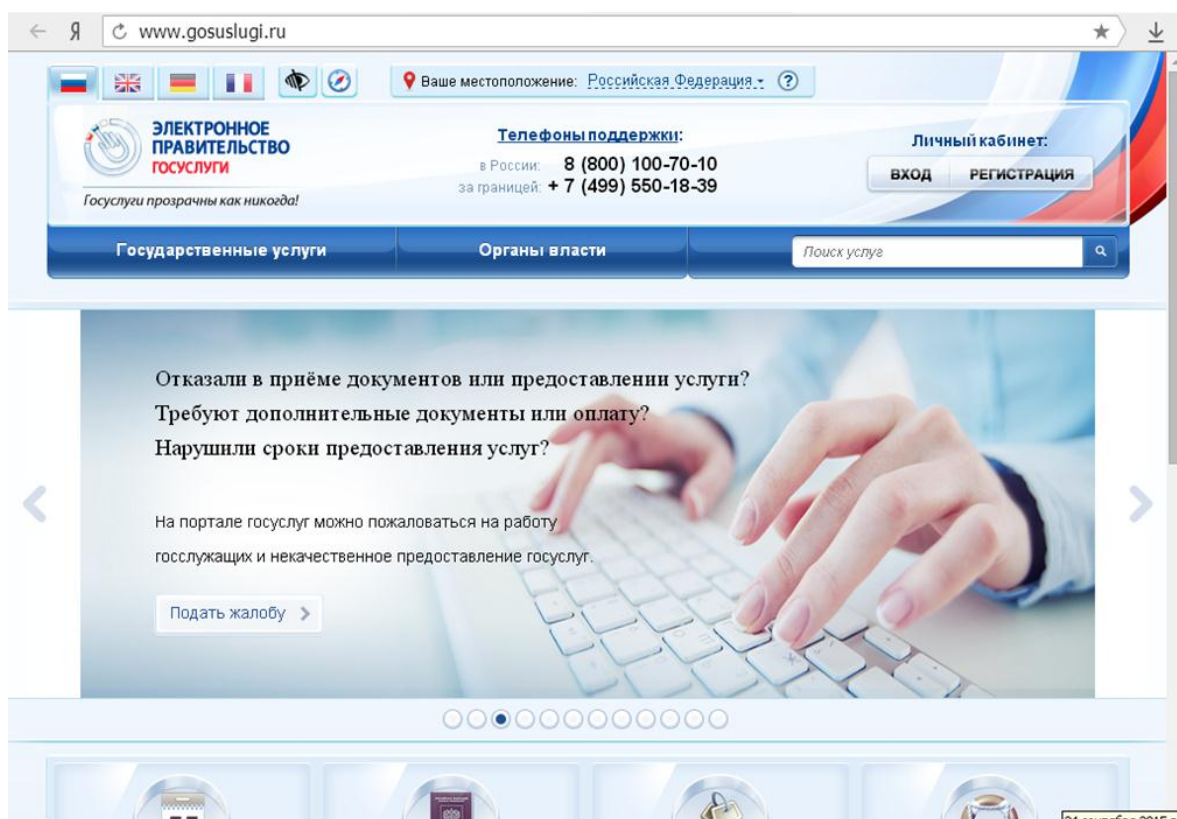 Я www.gosuslugi.ru
Ваше местоположение: Российская Федерация ?
ЭЛЕКТРОННОЕ
ПРАВИТЕЛЬСТВО
ГОСУСЛУГИ
Госуслуги прозрачны как никогда!
Телефоны поддержки:
в России: 8 (800) 100-70-10
за границей: + 7 (499) 550-18-39
Личный кабинет:
ВХОД РЕГИСТРАЦИЯ
Государственные услуги Органы власти Поиск услуг
Отказали в приёме документов или предоставлении услуги?
Требуют дополнительные документы или оплату?
Нарушили сроки предоставления услуг?
На портале госуслуг можно пожаловаться на работу
госслужащих и некачественное предоставление госуслуг.
Подать жалобу